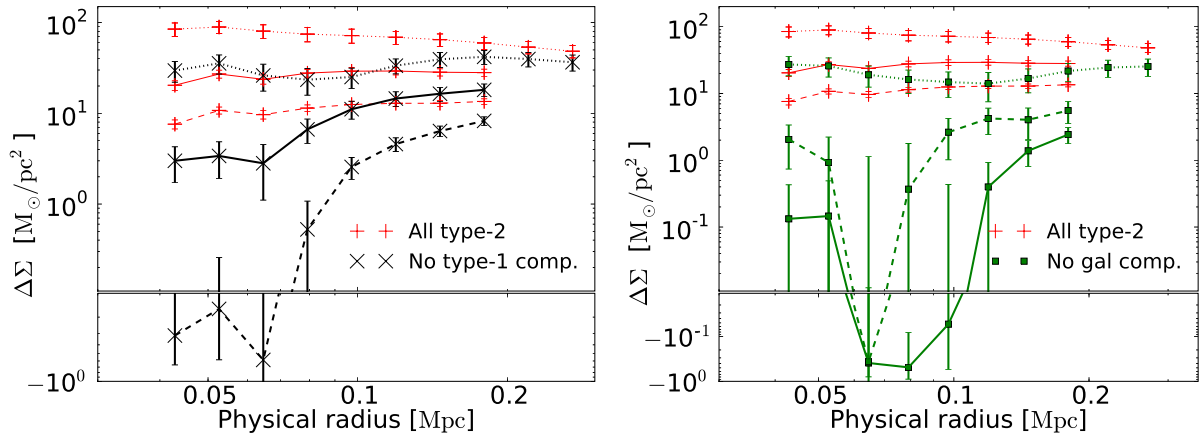 10²
10¹
10⁰
−10⁰
ΔΣ [M⊙/pc²]
All type-2
No type-1 comp.
0.05
0.1
0.2
Physical radius [Mpc]
10²
10¹
10⁰
10⁻¹
−10⁻¹
−10⁰
ΔΣ [M⊙/pc²]
All type-2
No gal comp.
0.05
0.1
0.2
Physical radius [Mpc]